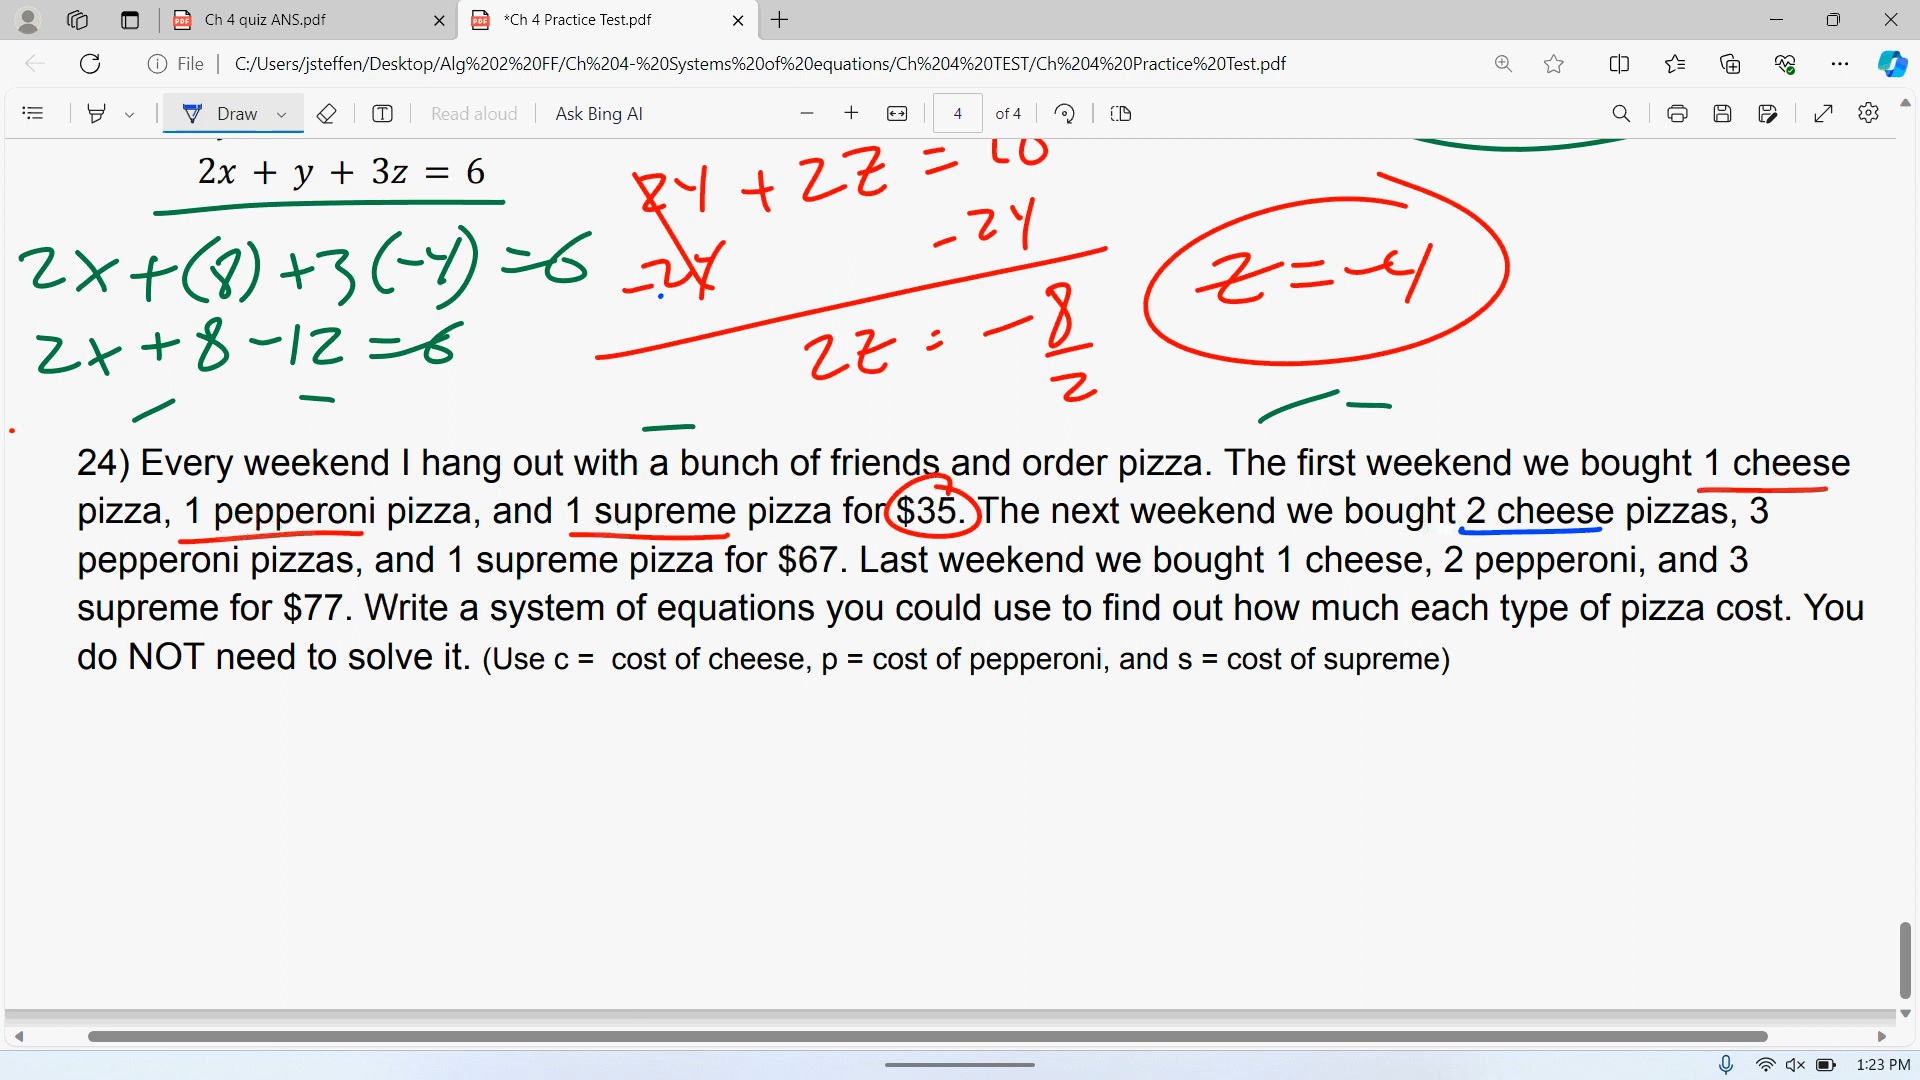 Ch 4 quiz ANS.pdf
*Ch 4 Practice Test.pdf
File
C:/Users/jsteffen/Desktop/Alg%202%20FF/Ch%204-%20Systems%20of%20equations/Ch%204%20TEST/Ch%204%20Practice%20Test.pdf
Draw
Read aloud
Ask Bing AI
4
of 4
2x + y + 3z = 6
2x + (8) + 3 (-4) = 6
2x + 8 - 12 = 6
+ 2z =
- 24
- 24
2z = - 8
2
z = -4
24) Every weekend I hang out with a bunch of friends and order pizza. The first weekend we bought 1 cheese
pizza, 1 pepperoni pizza, and 1 supreme pizza for $35. The next weekend we bought 2 cheese pizzas, 3
pepperoni pizzas, and 1 supreme pizza for $67. Last weekend we bought 1 cheese, 2 pepperoni, and 3
supreme for $77. Write a system of equations you could use to find out how much each type of pizza cost. You
do NOT need to solve it. (Use c = cost of cheese, p = cost of pepperoni, and s = cost of supreme)
1:23 PM